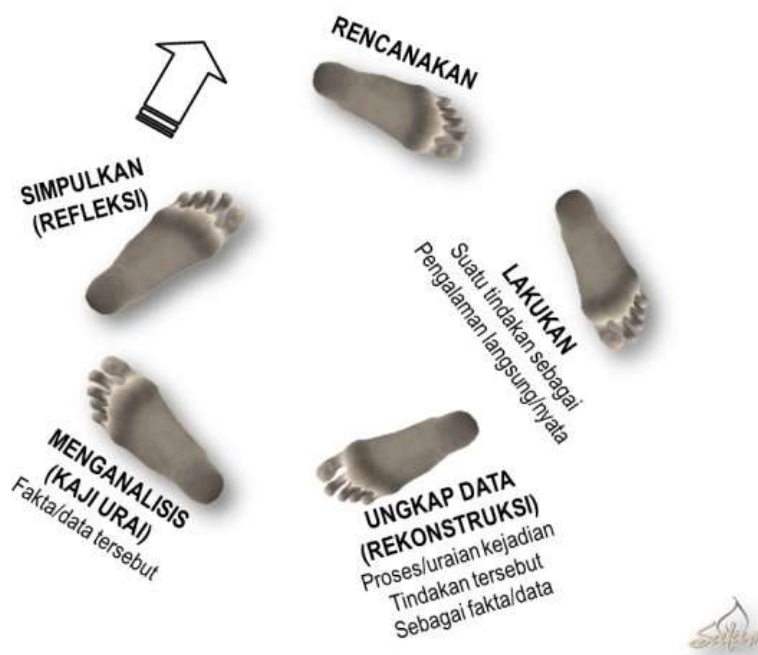 RENCANAKAN
LAKUKAN
Suatu tindakan sebagai
Pengalaman langsung/nyata
UNGKAP DATA
(REKONSTRUKSI)
Proses/uraian kejadian
Tindakan tersebut
Sebagai fakta/data
MENGANALISIS
(KAJI URAI)
Fakta/data tersebut
SIMPULKAN
(REFLEKSI)